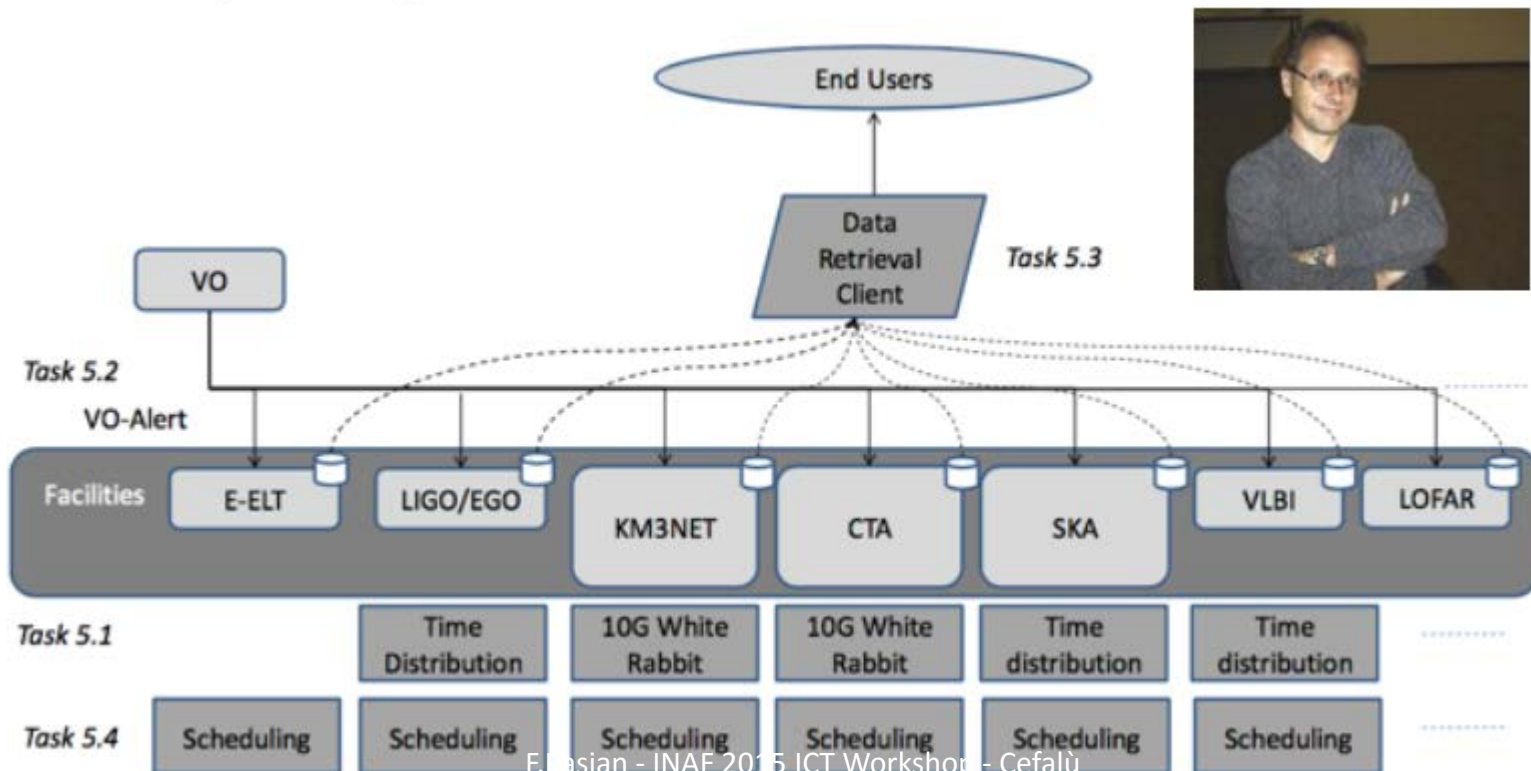 End Users
Data
Retrieval
Client
Task 5.3
VO
Task 5.2
VO-Alert
Facilities
E-ELT
LIGO/EGO
KM3NET
CTA
SKA
VLBI
LOFAR
Task 5.1
Time
Distribution
10G White
Rabbit
10G White
Rabbit
Time
distribution
Time
distribution
Task 5.4
Scheduling
Scheduling
Scheduling
Scheduling
Scheduling
Scheduling
F.Pasian - INAF 2015 ICT Workshop - Cefalù